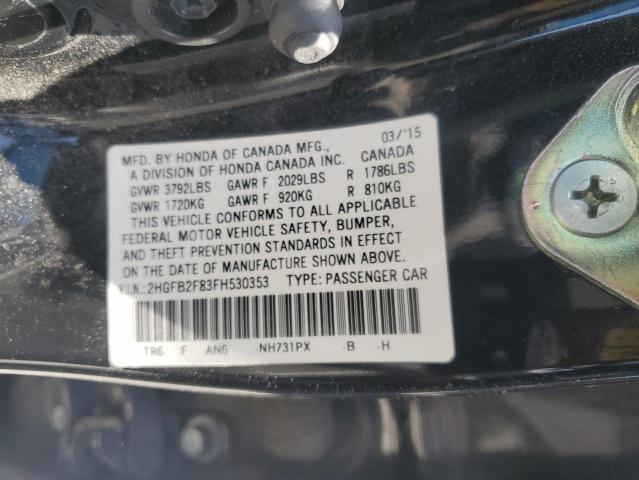 MFD. BY HONDA OF CANADA MFG., 03/'15
A DIVISION OF HONDA CANADA INC. CANADA
GVWR 3792LBS GAWR F 2029LBS R 1786LBS
GVWR 1720KG GAWR F 920KG R 810KG
THIS VEHICLE CONFORMS TO ALL APPLICABLE
FEDERAL MOTOR VEHICLE SAFETY, BUMPER,
AND THEFT PREVENTION STANDARDS IN EFFECT
ON THE DATE OF MANUFACTURE SHOWN ABOVE.
V.I.N.: 2HGFB2F83FH530353 TYPE: PASSENGER CAR
TR6 F AN6 NH731PX B H